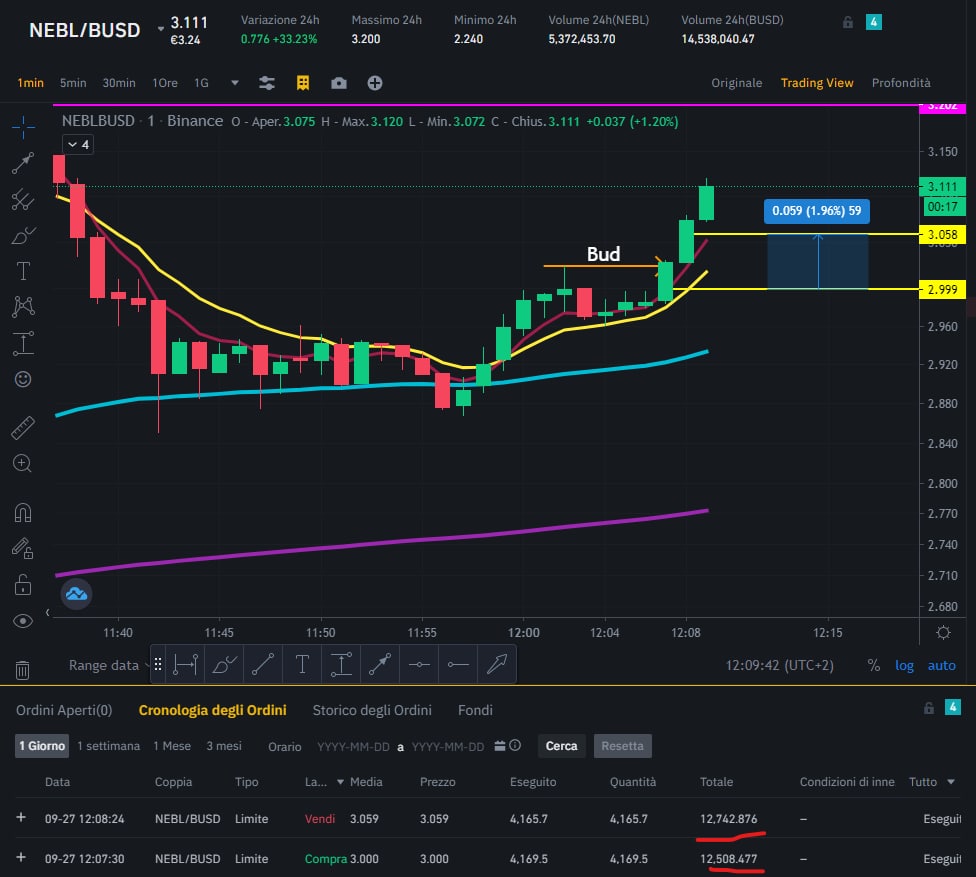 NEBL/BUSD
3.111
€3.24
Variazione 24h
0.776 +33.23%
Massimo 24h
3.200
Minimo 24h
2.240
Volume 24h(NEBL)
5,372,453.70
Volume 24h(BUSD)
14,538,040.47
4
1min 5min 30min 1Ore 1G
Originale Trading View Profondità
NEBLBUSD · 1 · Binance O - Aper.3.075 H - Max.3.120 L - Min.3.072 C - Chius.3.111 +0.037 (+1.20%)
4
3.202
3.150
3.111
00:17
0.059 (1.96%) 59
3.058
Bud
2.999
2.960
2.920
2.880
2.840
2.800
2.770
2.740
2.710
2.680
11:40 11:45 11:50 11:55 12:00 12:04 12:08 12:15
Range data
T
12:09:42 (UTC+2) % log auto
Ordini Aperti(0) Cronologia degli Ordini Storico degli Ordini Fondi
4
1 Giorno 1 settimana 1 Mese 3 mesi Orario YYYY-MM-DD a YYYY-MM-DD Cerca Resetta
Data Coppia Tipo La... Media Prezzo Eseguito Quantità Totale Condizioni di inne Tutto
+ 09-27 12:08:24 NEBL/BUSD Limite Vendi 3.059 3.059 4,165.7 4,165.7 12,742.876 – Eseguit
+ 09-27 12:07:30 NEBL/BUSD Limite Compra 3.000 3.000 4,169.5 4,169.5 12,508.477 – Eseguit